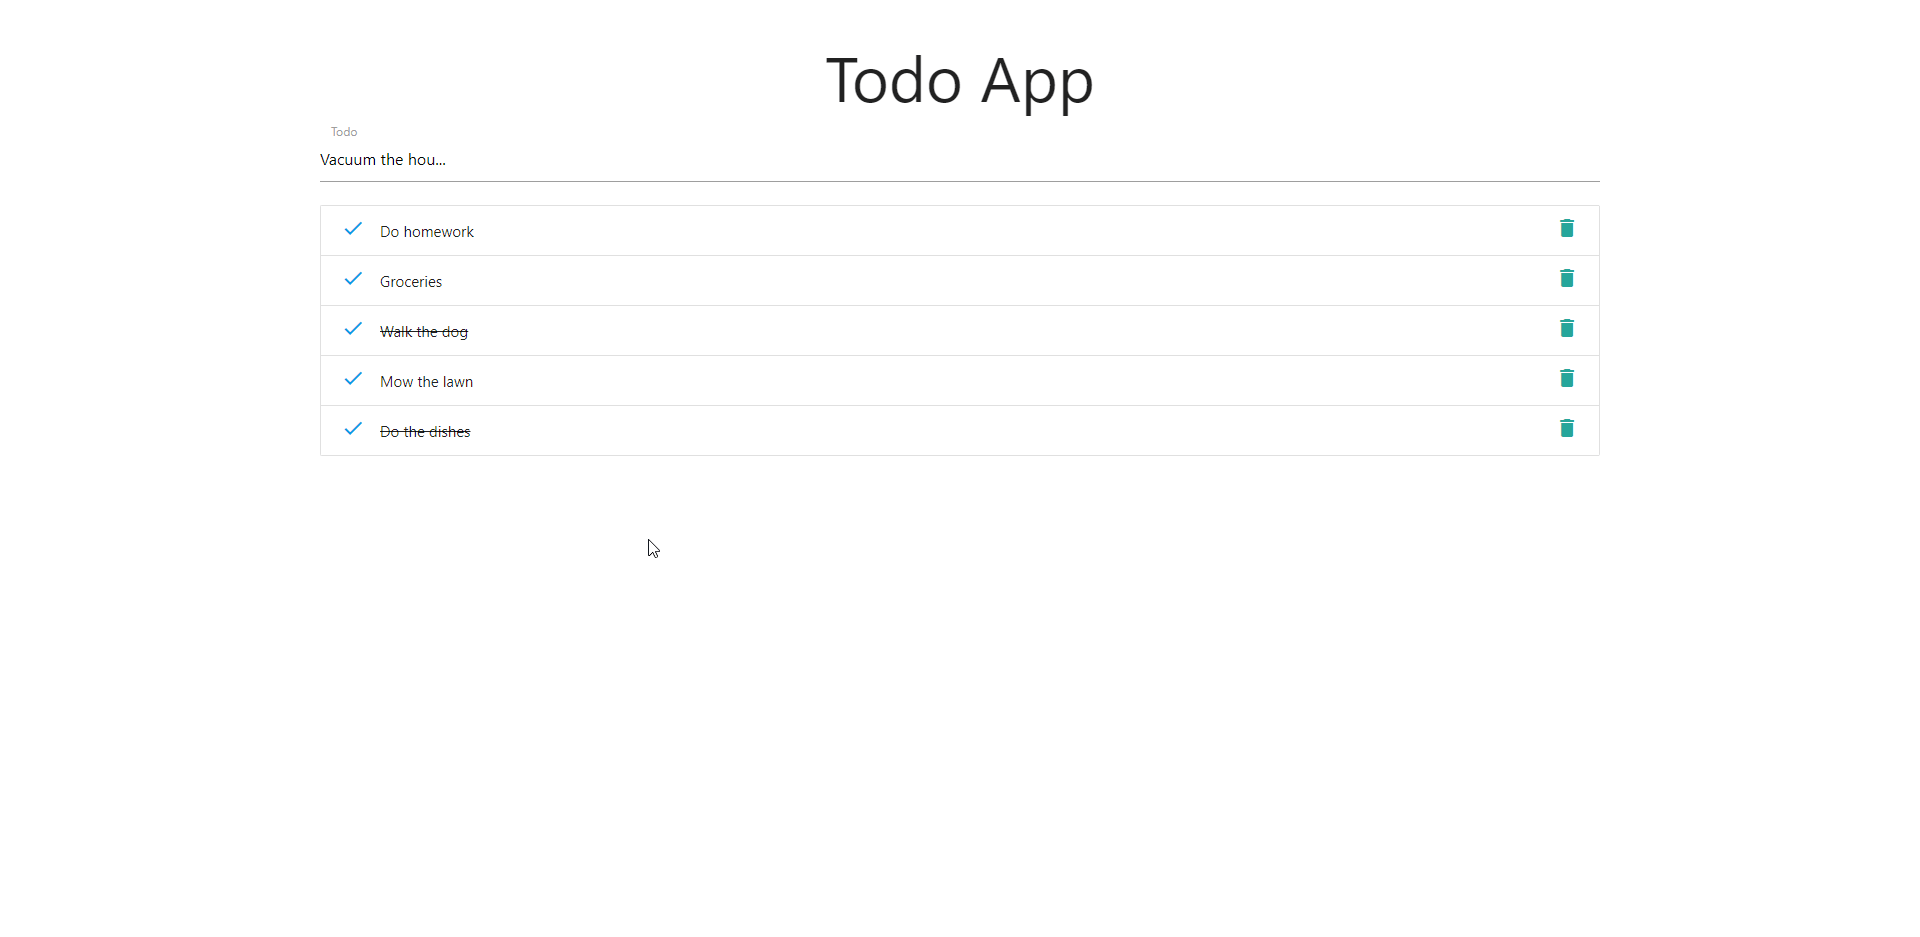 Todo App
Todo
Vacuum the hou...
Do homework
Groceries
Walk the dog
Mow the lawn
Do the dishes